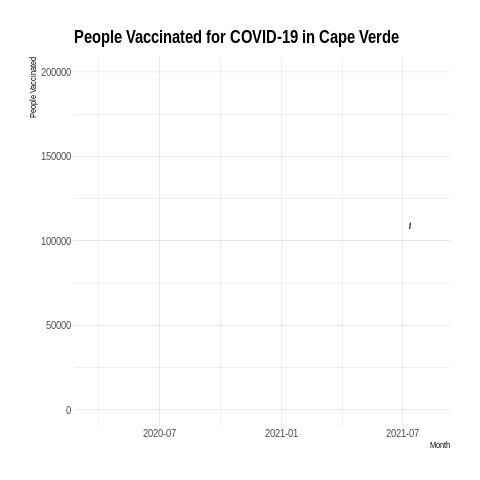 People Vaccinated for COVID-19 in Cape Verde
People Vaccinated
200000
150000
100000
50000
0
2020-07
2021-01
2021-07
Month